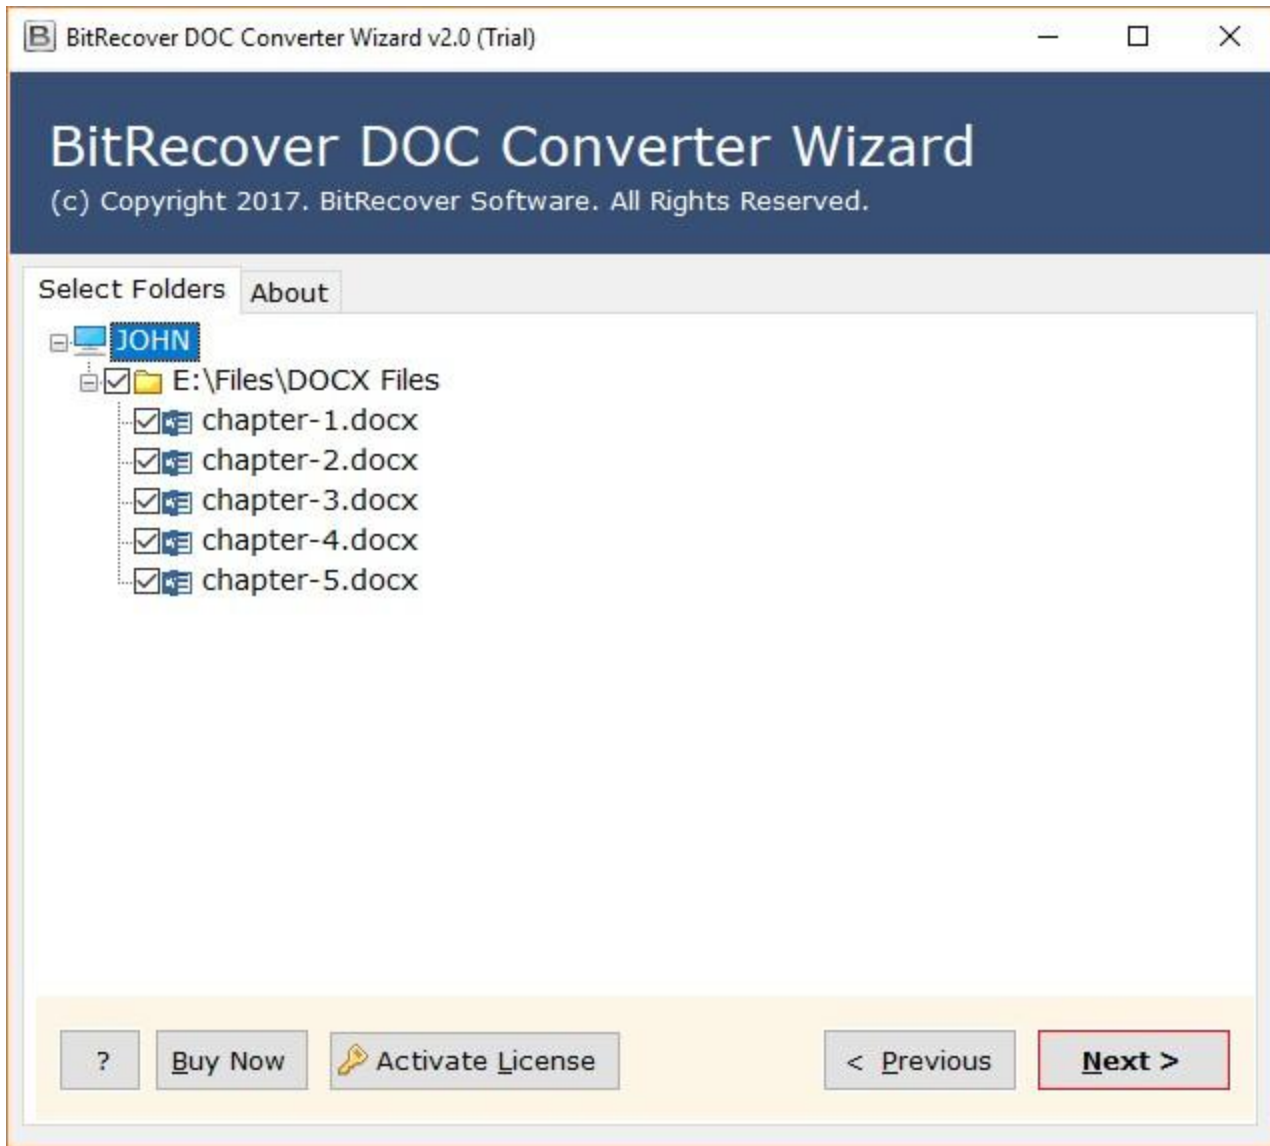 BitRecover DOC Converter Wizard v2.0 (Trial)
BitRecover DOC Converter Wizard
(c) Copyright 2017. BitRecover Software. All Rights Reserved.
Select Folders About
JOHN
E:\Files\DOCX Files
chapter-1.docx
chapter-2.docx
chapter-3.docx
chapter-4.docx
chapter-5.docx
? Buy Now Activate License < Previous Next >